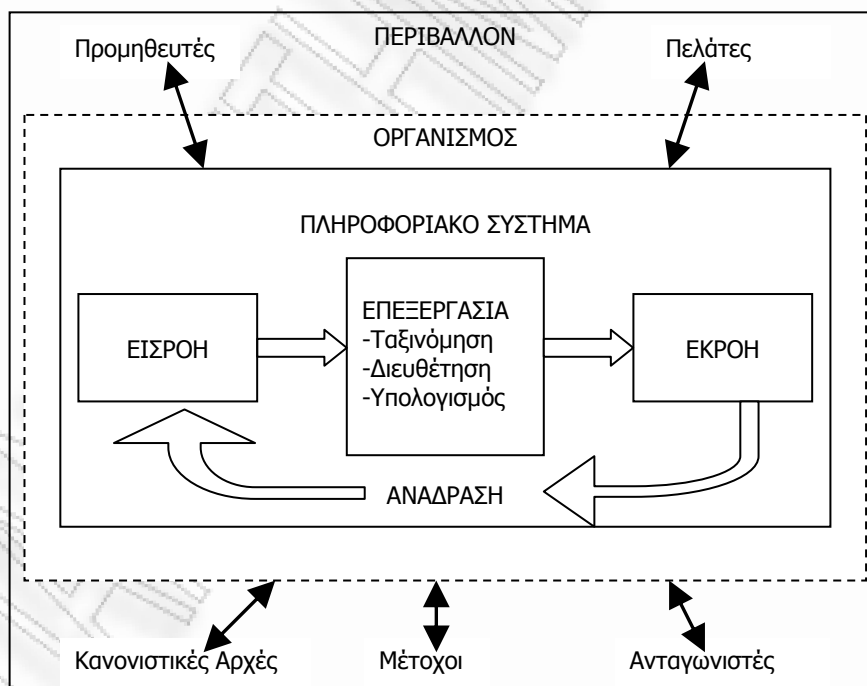 ΠΕΡΙΒΑΛΛΟΝ
Προμηθευτές
Πελάτες
ΟΡΓΑΝΙΣΜΟΣ
ΠΛΗΡΟΦΟΡΙΑΚΟ ΣΥΣΤΗΜΑ
ΕΙΣΡΟΗ
ΕΠΕΞΕΡΓΑΣΙΑ
-Ταξινόμηση
-Διευθέτηση
-Υπολογισμός
ΕΚΡΟΗ
ΑΝΑΔΡΑΣΗ
Κανονιστικές Αρχές
Μέτοχοι
Ανταγωνιστές